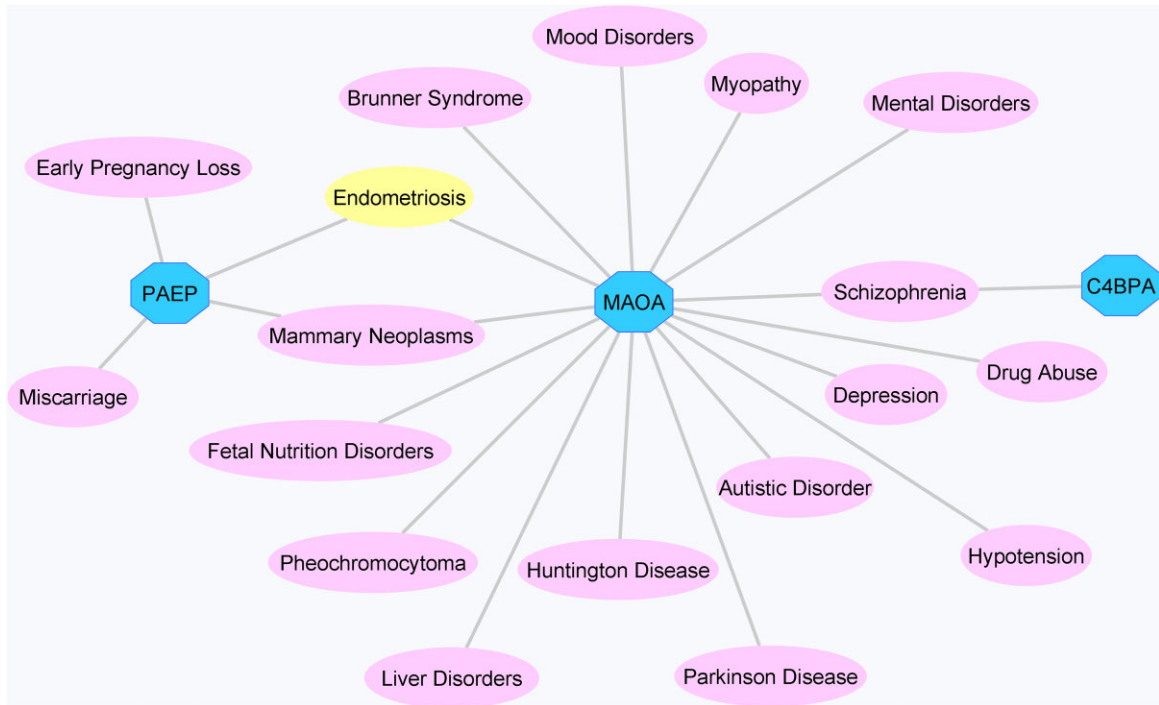 Mood Disorders
Myopathy
Brunner Syndrome
Mental Disorders
Early Pregnancy Loss
Endometriosis
PAEP
MAOA
Schizophrenia
C4BPA
Mammary Neoplasms
Drug Abuse
Miscarriage
Depression
Fetal Nutrition Disorders
Autistic Disorder
Pheochromocytoma
Huntington Disease
Hypotension
Liver Disorders
Parkinson Disease